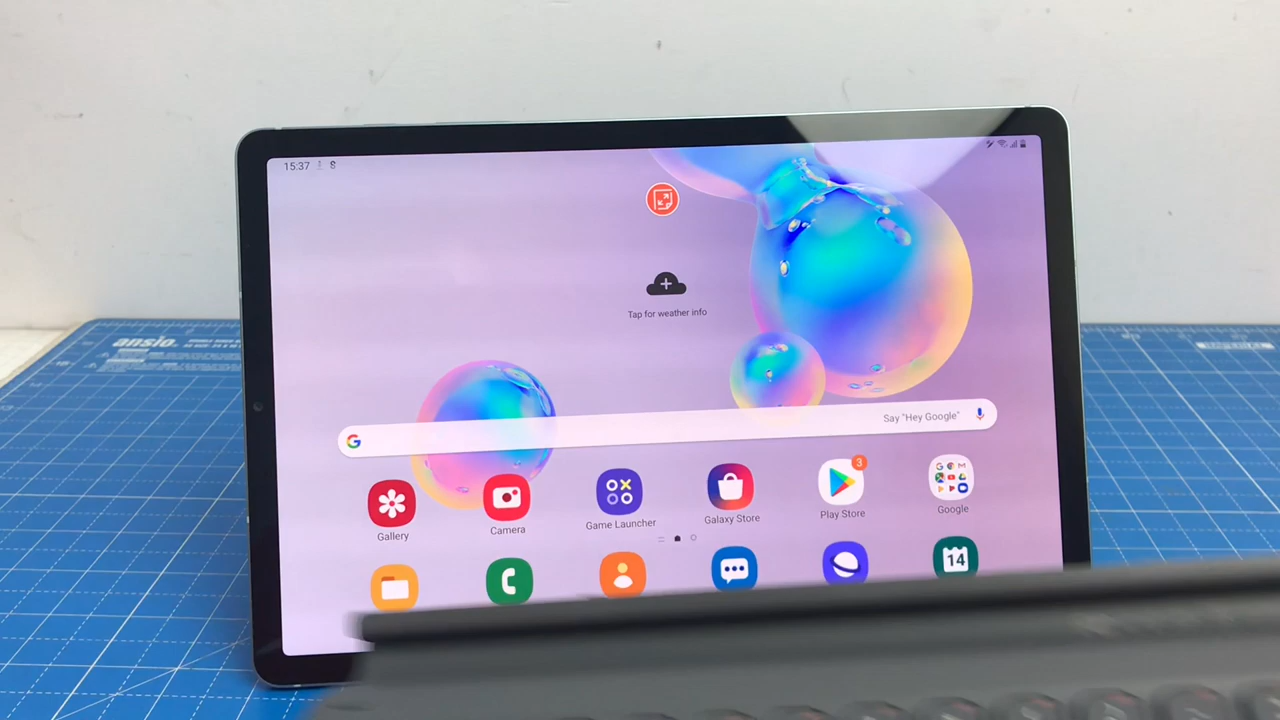 15:37
Tap for weather info
ansio
Say "Hey Google"
G
Gallery
Camera
Game Launcher
Galaxy Store
3
Play Store
Google
14
IMPERIAL